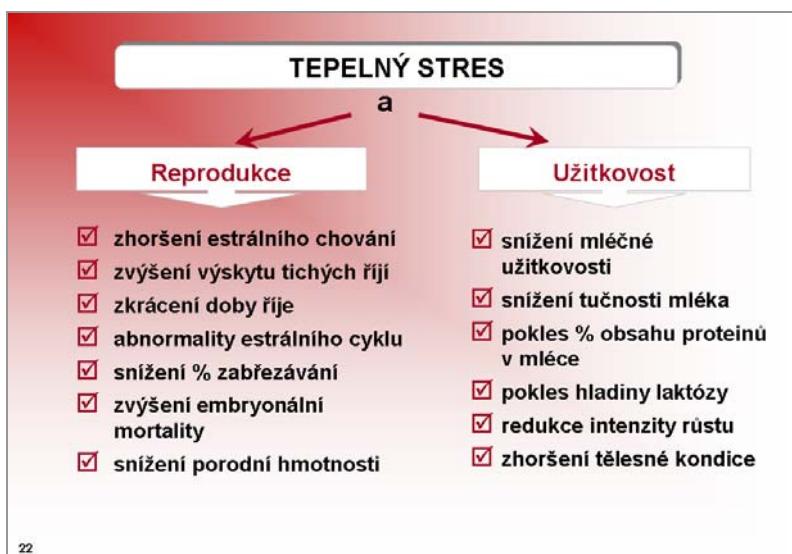 TEPELNÝ STRES
a
Reprodukce
zhoršení estrálního chování
zvýšení výskytu tichých říjí
zkrácení doby říje
abnormality estrálního cyklu
snížení % zabřezávání
zvýšení embryonální
mortality
snížení porodní hmotnosti
Užitkovost
snížení mléčné
užitkovosti
snížení tučnosti mléka
pokles % obsahu proteinů
v mléce
pokles hladiny laktózy
redukce intenzity růstu
zhoršení tělesné kondice
22